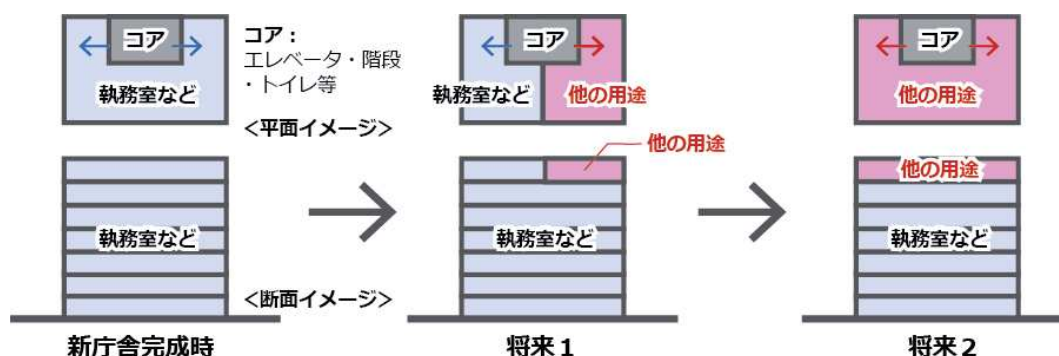 コア
執務室など
コア：
エレベータ・階段
・トイレ等
<平面イメージ>
執務室など
<断面イメージ>
新庁舎完成時
コア
執務室など
他の用途
他の用途
執務室など
将来１
コア
他の用途
他の用途
執務室など
将来２